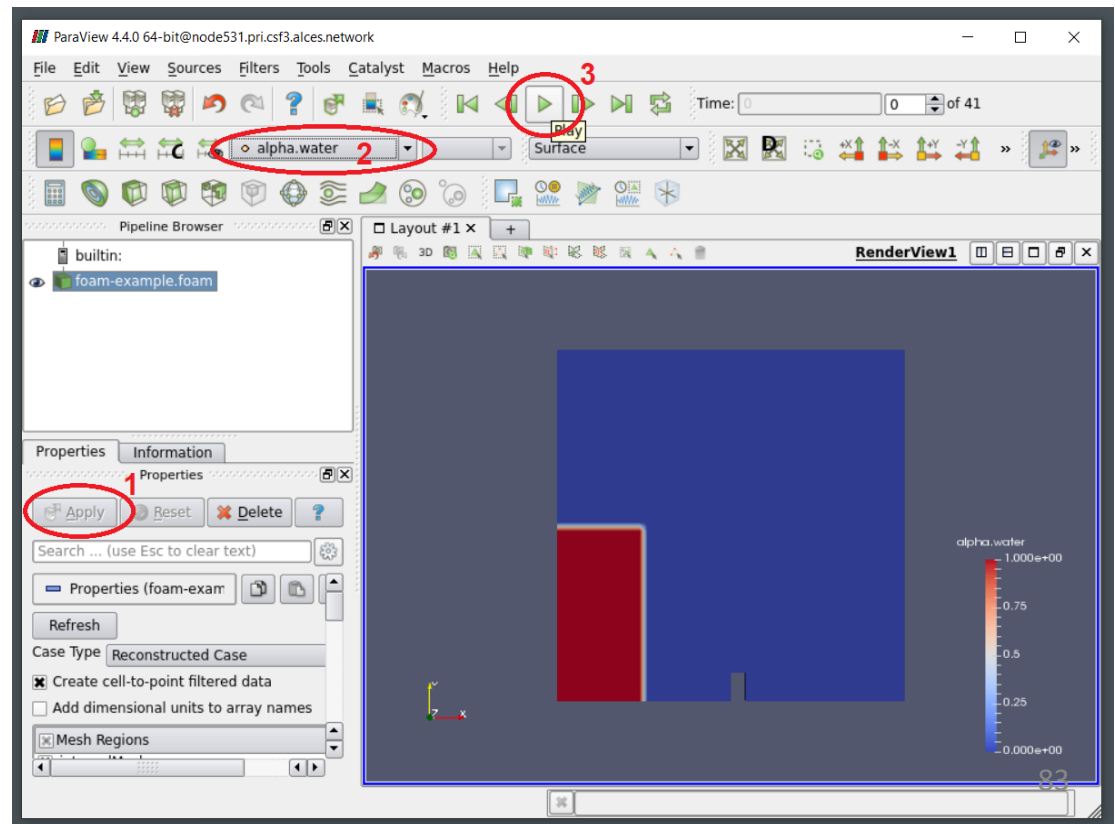 ParaView 4.4.0 64-bit@node531.pri.csf3.alces.network
File Edit View Sources Filters Tools Catalyst Macros Help
3
Time: 0 0 of 41
Play
alpha.water 2 Surface
+X -X +Y -Y »  »
Pipeline Browser
Layout #1 +
builtin:
3D
RenderView1
foam-example.foam
Properties Information
Properties
1
Apply Reset Delete ?
Search ... (use Esc to clear text)
Properties (foam-exam
Refresh
Case Type Reconstructed Case
Create cell-to-point filtered data
Add dimensional units to array names
Mesh Regions
alpha.water
1.000e+00
0.75
0.5
0.25
0.000e+00
Y
Z X
83